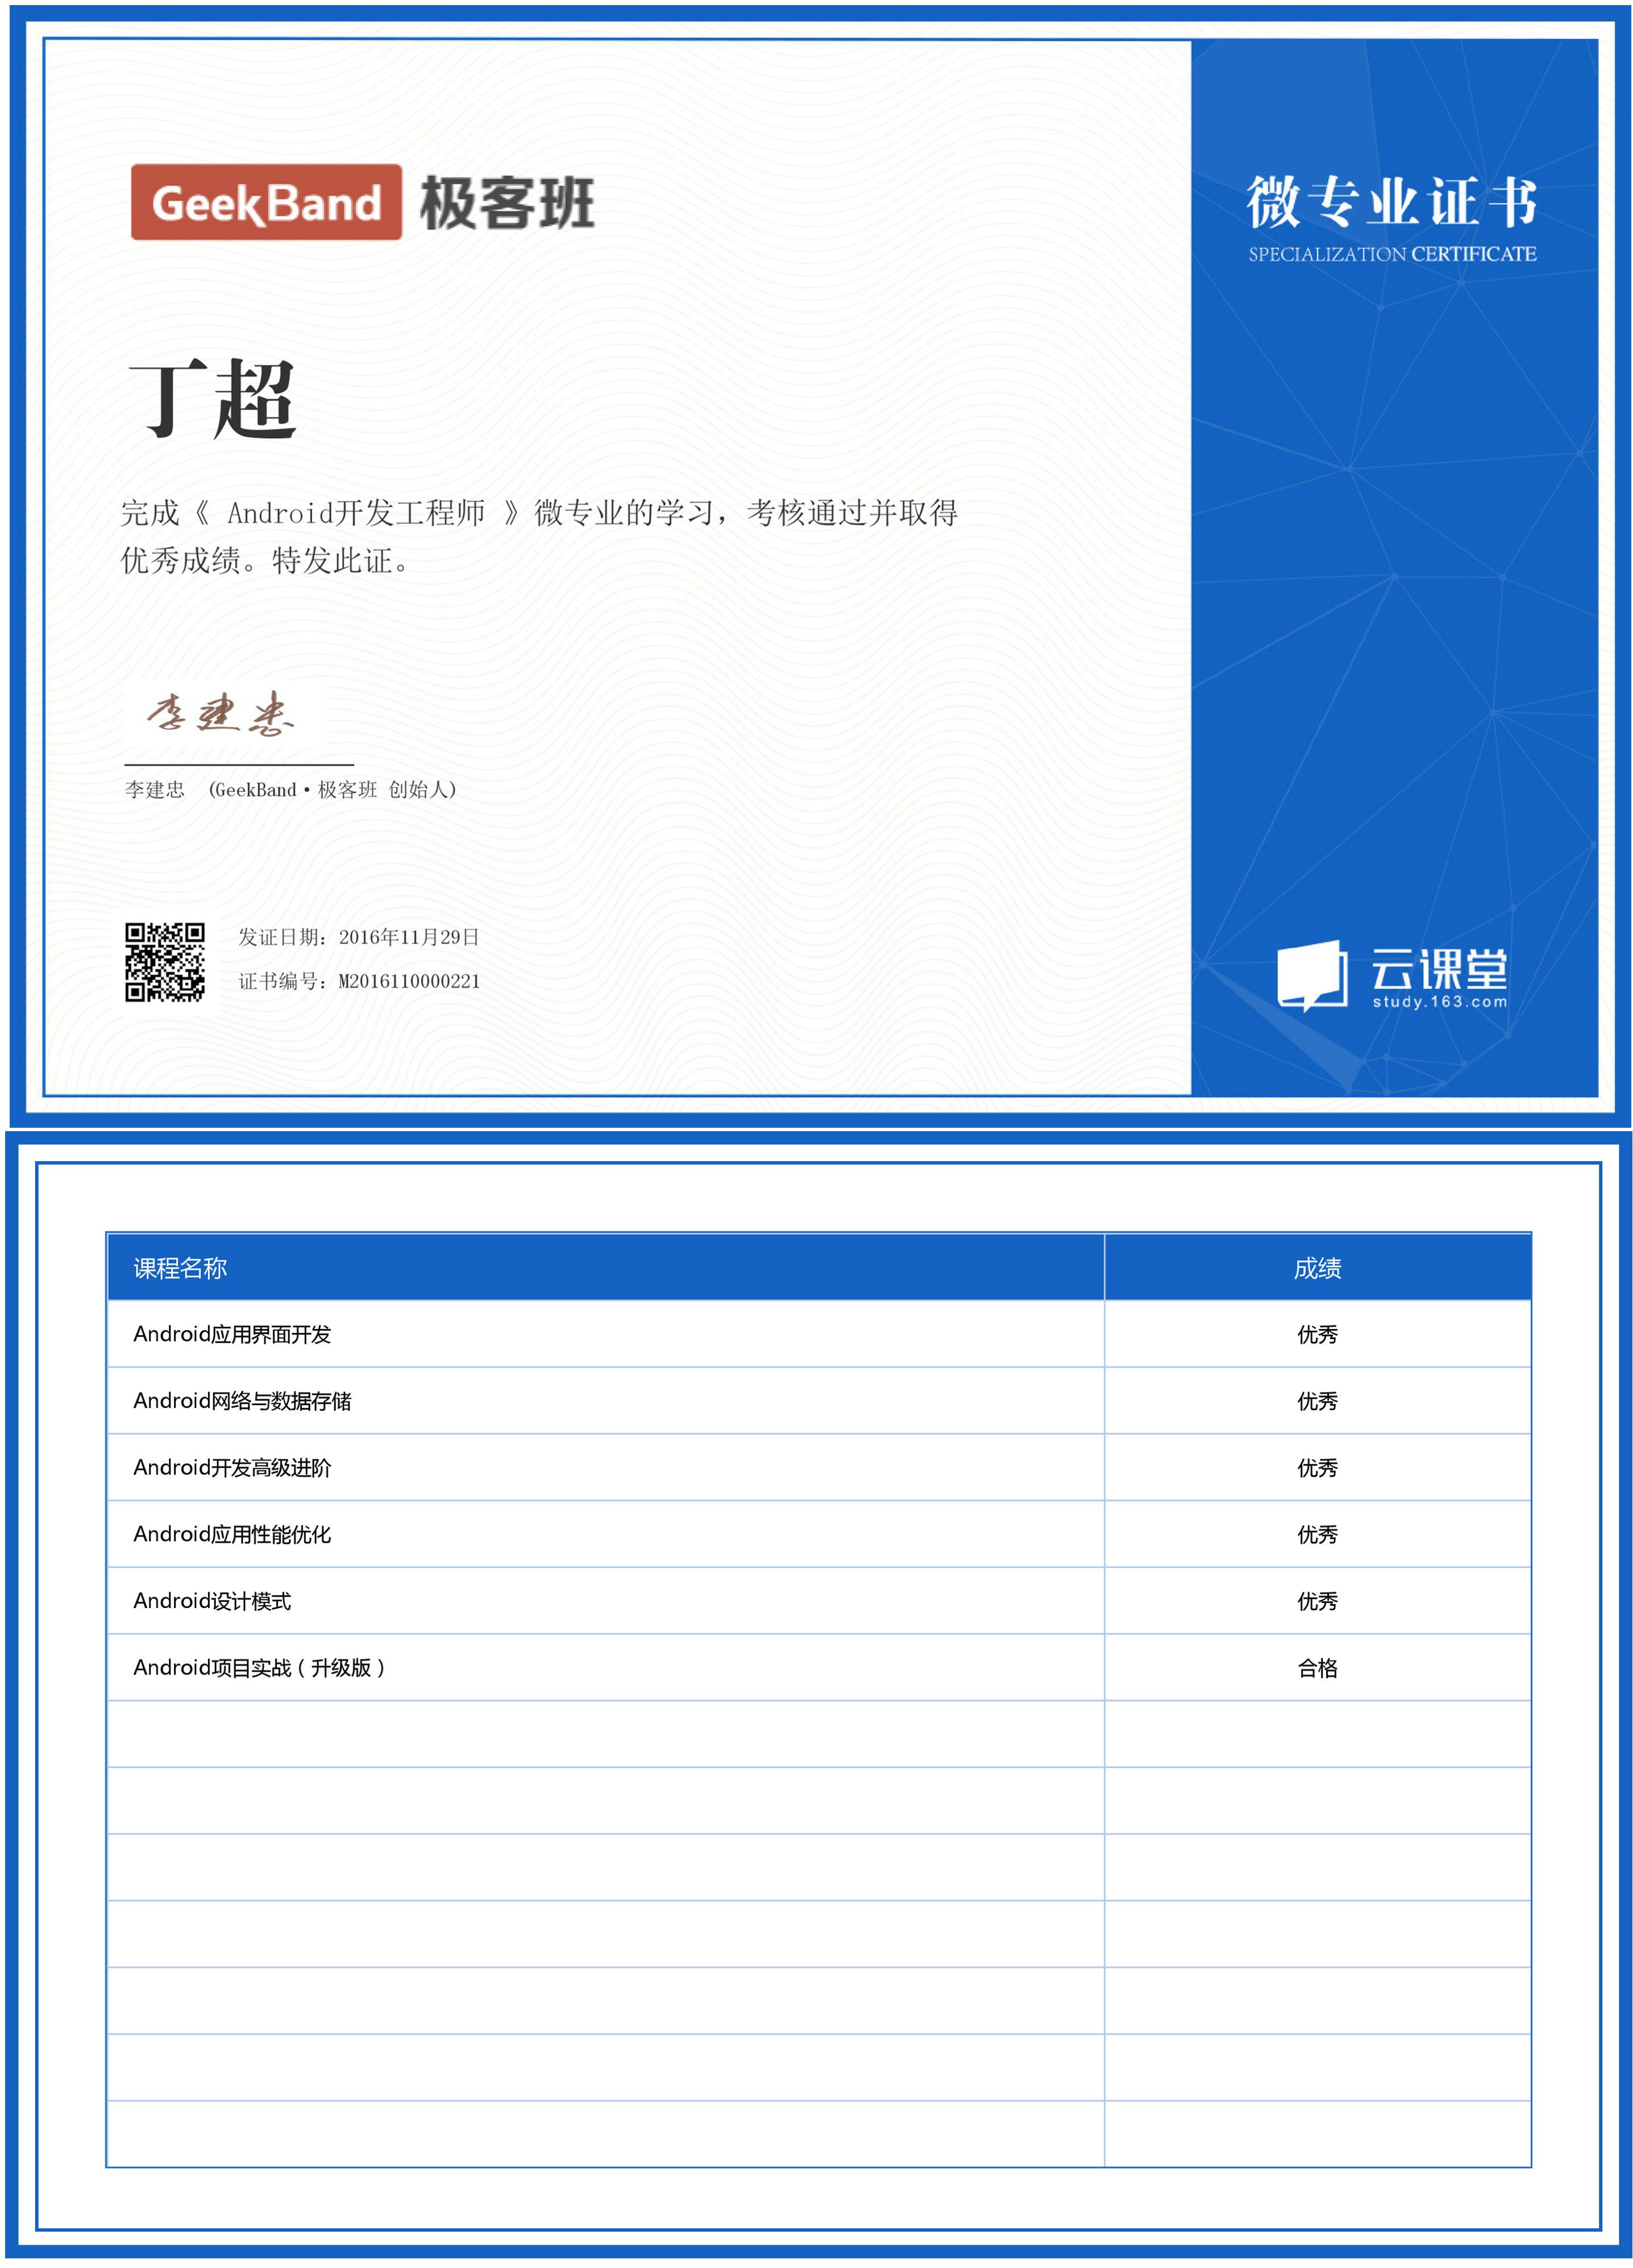 GeekBand 极客班
微专业证书
SPECIALIZATION CERTIFICATE
丁超
完成《 Android开发工程师 》微专业的学习，考核通过并取得
优秀成绩。特发此证。
李建忠
李建忠 （GeekBand·极客班 创始人）
发证日期：2016年11月29日
证书编号：M2016110000221
云课堂
study.163.com
课程名称 成绩
Android应用界面开发 优秀
Android网络与数据存储 优秀
Android开发高级进阶 优秀
Android应用性能优化 优秀
Android设计模式 优秀
Android项目实战（升级版） 合格